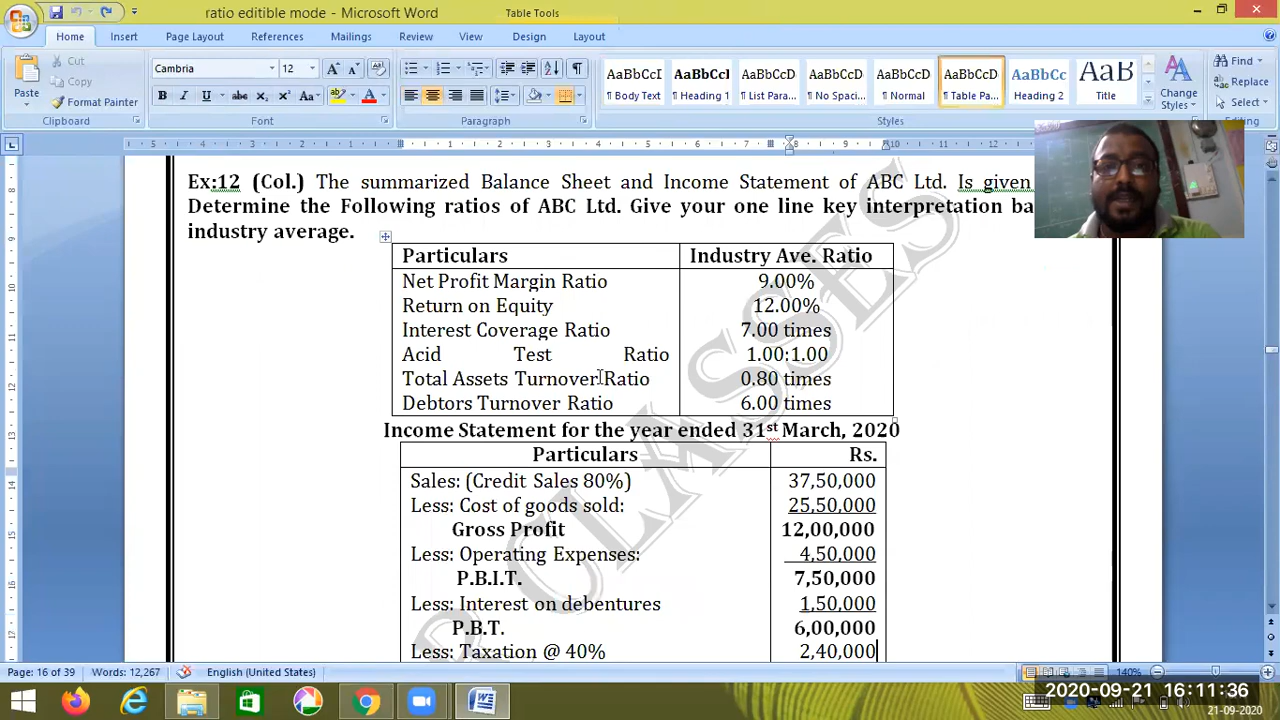 ratio editible mode - Microsoft Word
Table Tools
Home Insert Page Layout References Mailings Review View Design Layout
Paste
Cut
Copy
Format Painter
Clipboard
Cambria 12
B I U abc x₂ x² Aa
Font
Paragraph
AaBbCcI AaBbCcI AaBbCcD AaBbCcD AaBbCcD AaBbCcD AaBbCc AaB
¶ Body Text ¶ Heading 1 ¶ List Para... ¶ No Spaci... ¶ Normal ¶ Table Pa... Heading 2 Title
Styles
Change Styles
Find
Replace
Select
Editing
Ex:12 (Col.) The summarized Balance Sheet and Income Statement of ABC Ltd. Is given
Determine the Following ratios of ABC Ltd. Give your one line key interpretation ba
industry average.
Particulars Industry Ave. Ratio
Net Profit Margin Ratio 9.00%
Return on Equity 12.00%
Interest Coverage Ratio 7.00 times
Acid Test Ratio 1.00:1.00
Total Assets Turnover Ratio 0.80 times
Debtors Turnover Ratio 6.00 times
Income Statement for the year ended 31st March, 2020
Particulars Rs.
Sales: (Credit Sales 80%) 37,50,000
Less: Cost of goods sold: 25,50,000
Gross Profit 12,00,000
Less: Operating Expenses: 4,50,000
P.B.I.T. 7,50,000
Less: Interest on debentures 1,50,000
P.B.T. 6,00,000
Less: Taxation @ 40% 2,40,000
R CLASSES
Page: 16 of 39 Words: 12,267 English (United States) 140%
2020-09-21 16:11:36
21-09-2020